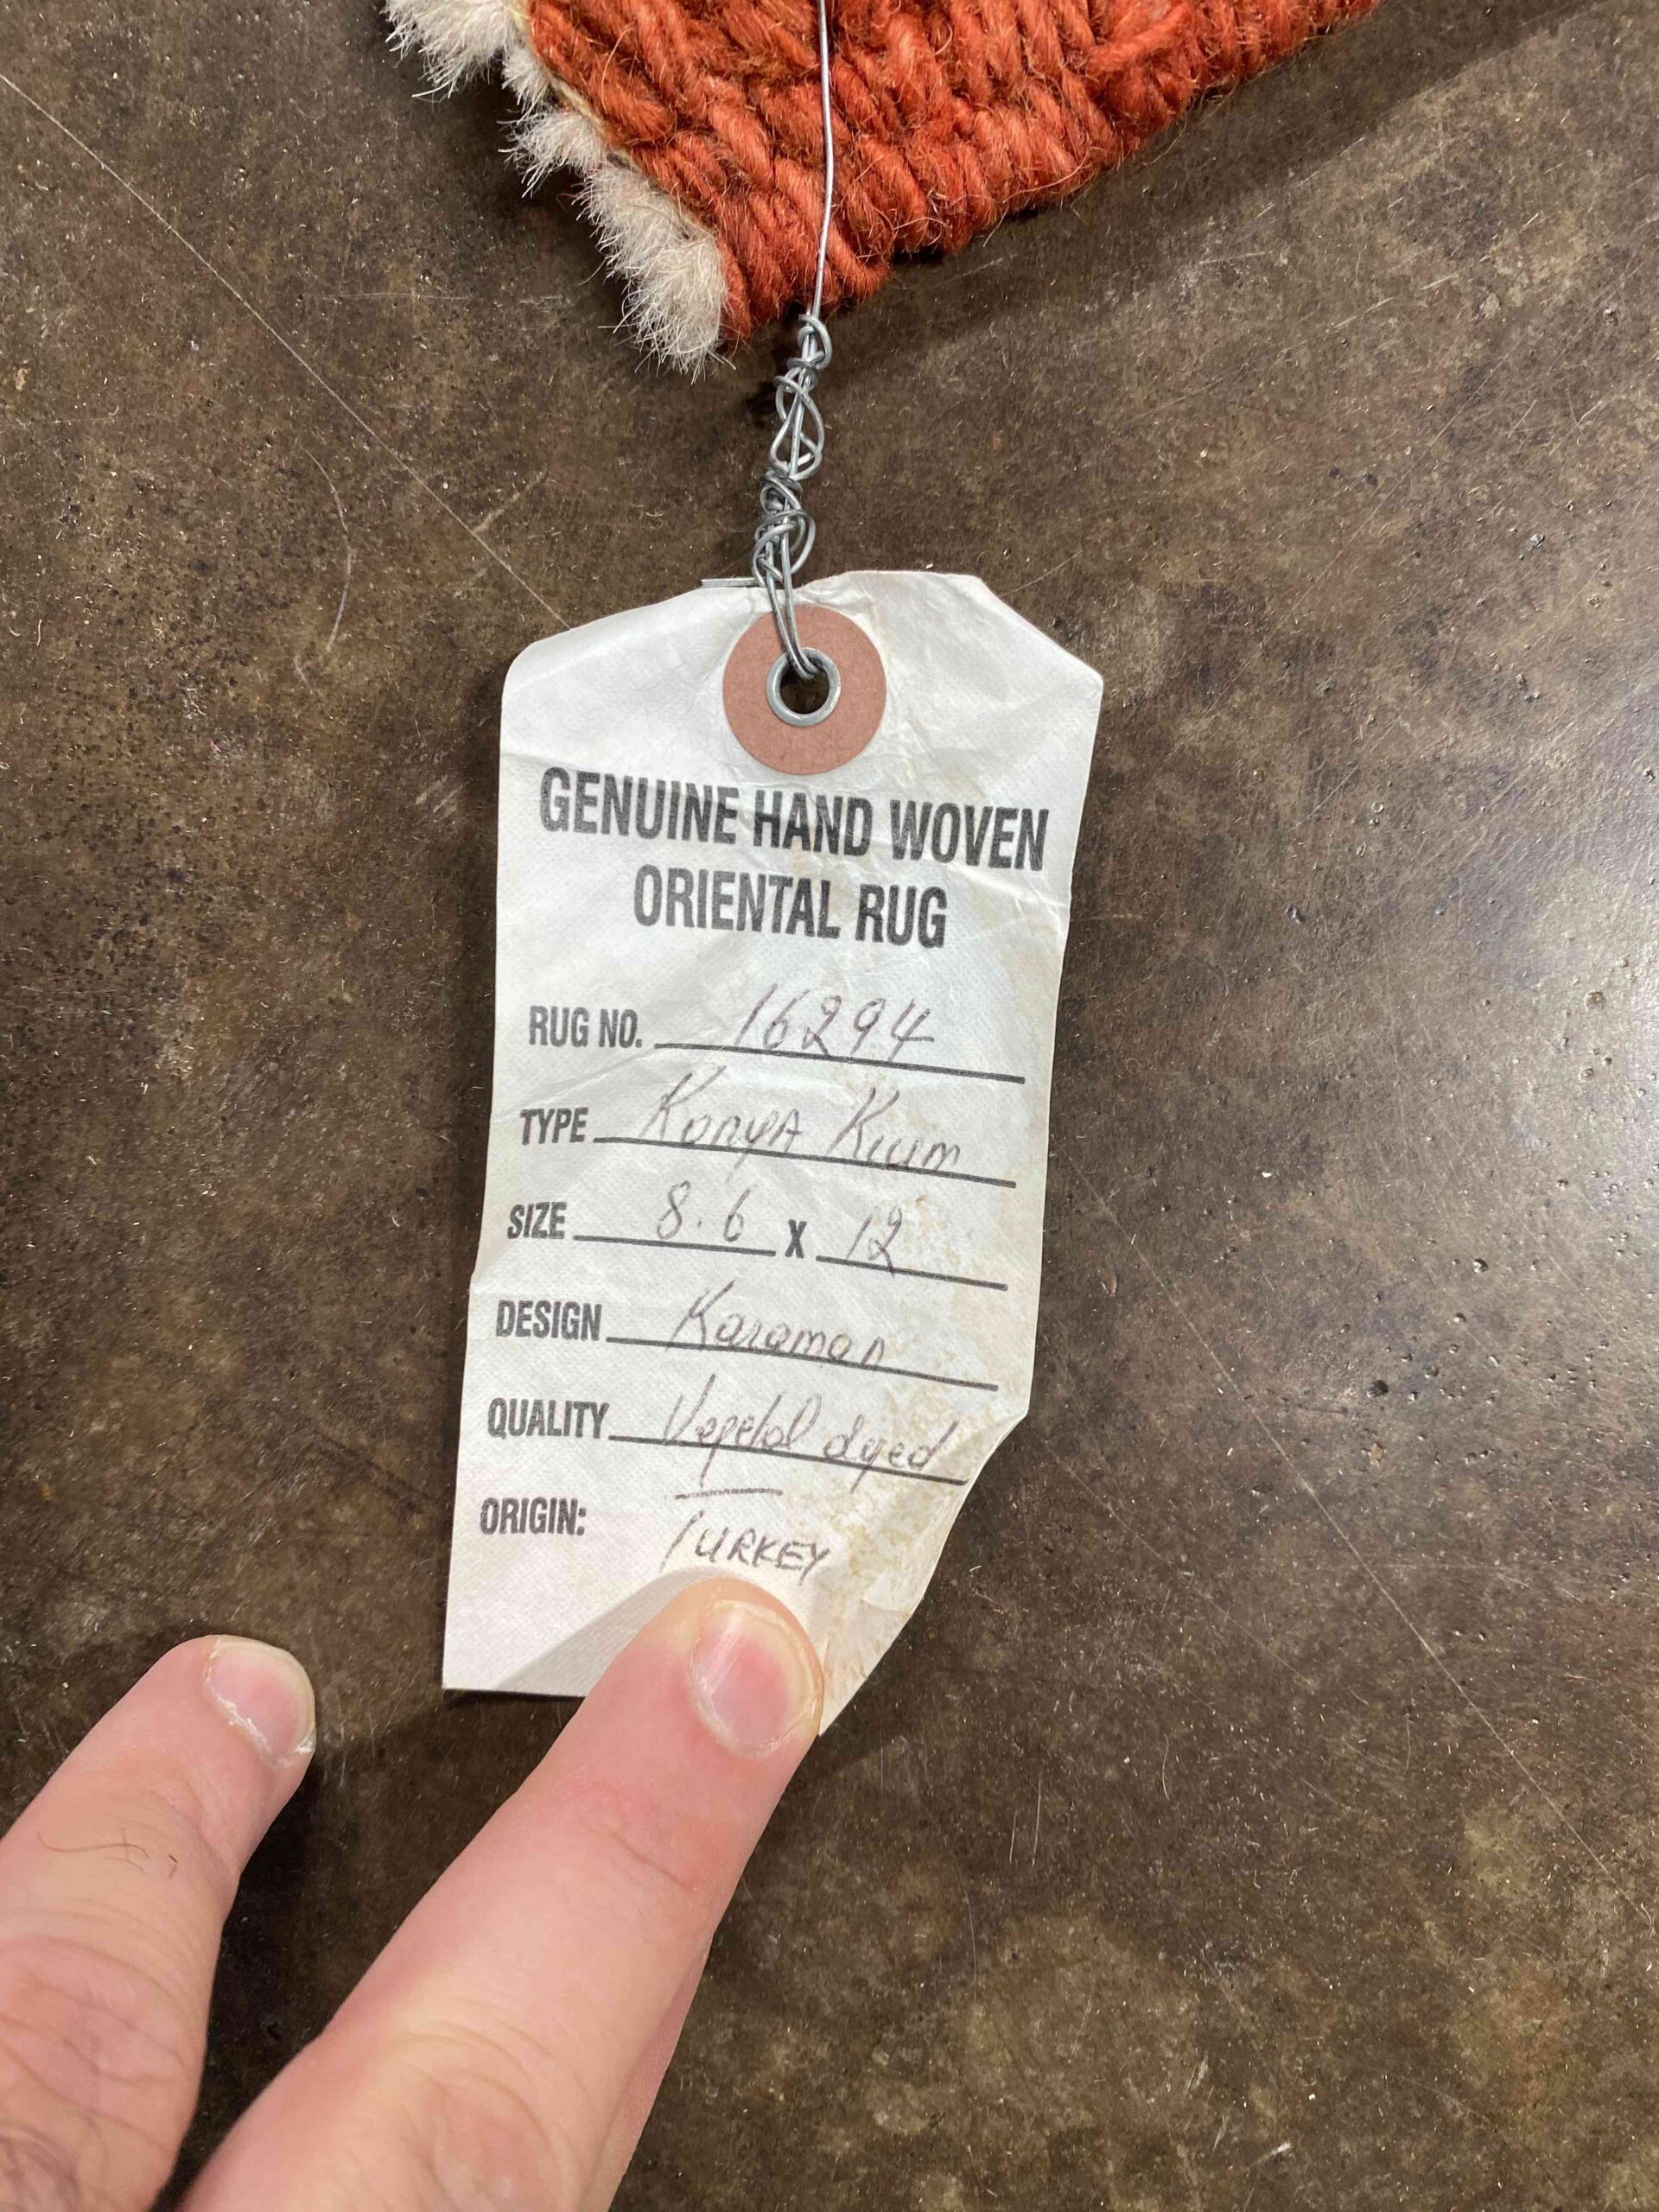 GENUINE HAND WOVEN
ORIENTAL RUG
RUG NO. 16294
TYPE Konya Kilim
SIZE 8.6 x 12
DESIGN Karaman
QUALITY Vegetal dyed
ORIGIN: TURKEY